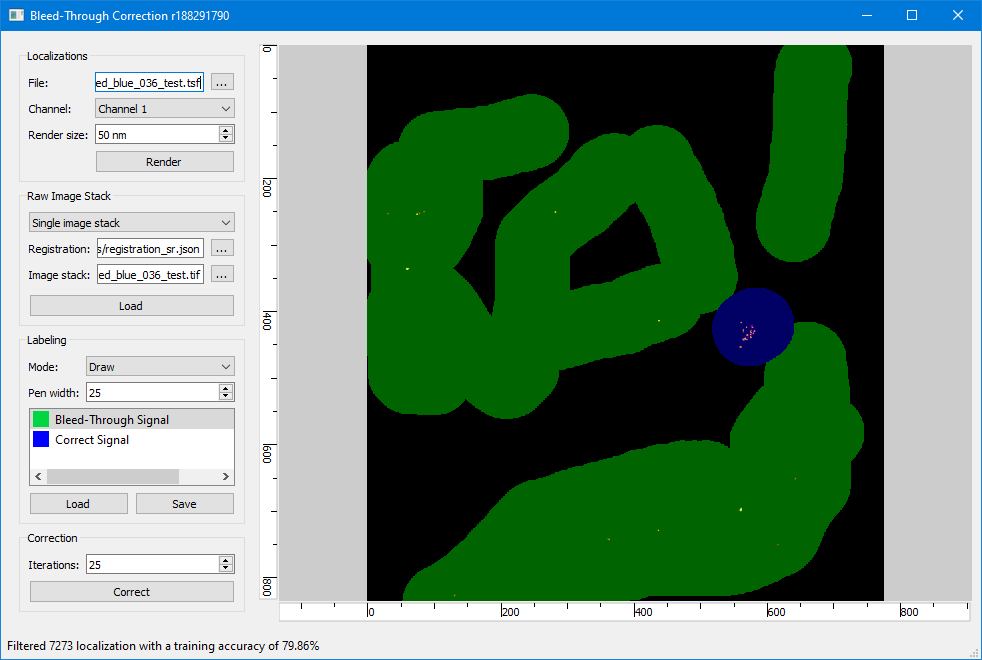 Bleed-Through Correction r188291790
Localizations
File: ed_blue_036_test.tsf ...
Channel: Channel 1
Render size: 50 nm
Render
Raw Image Stack
Single image stack
Registration: s/registration_sr.json ...
Image stack: ed_blue_036_test.tif ...
Load
Labeling
Mode: Draw
Pen width: 25
Bleed-Through Signal
Correct Signal
Load Save
Correction
Iterations: 25
Correct
0
200
400
600
800
0 200 400 600 800
Filtered 7273 localization with a training accuracy of 79.86%